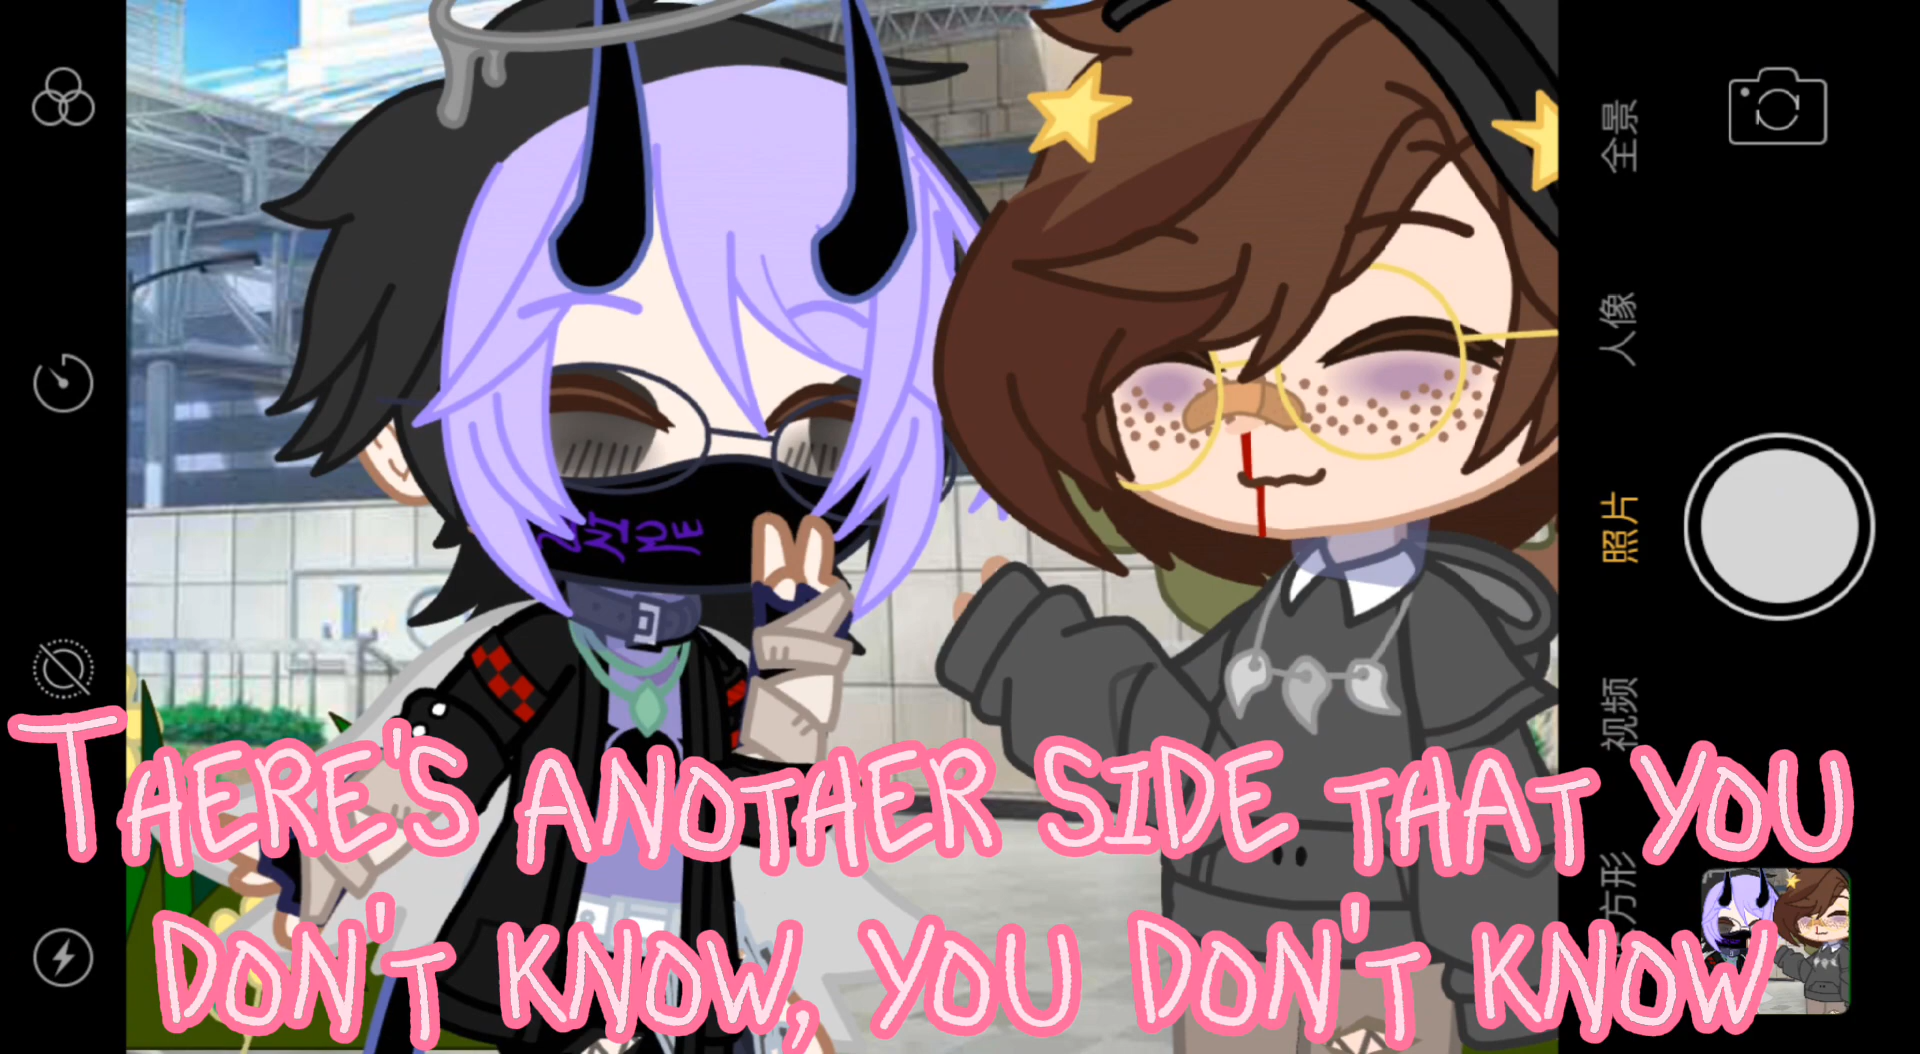 全景
人像
照片
视频
方形
THERE'S ANOTHER SIDE THAT YOU
DON'T KNOW, YOU DON'T KNOW